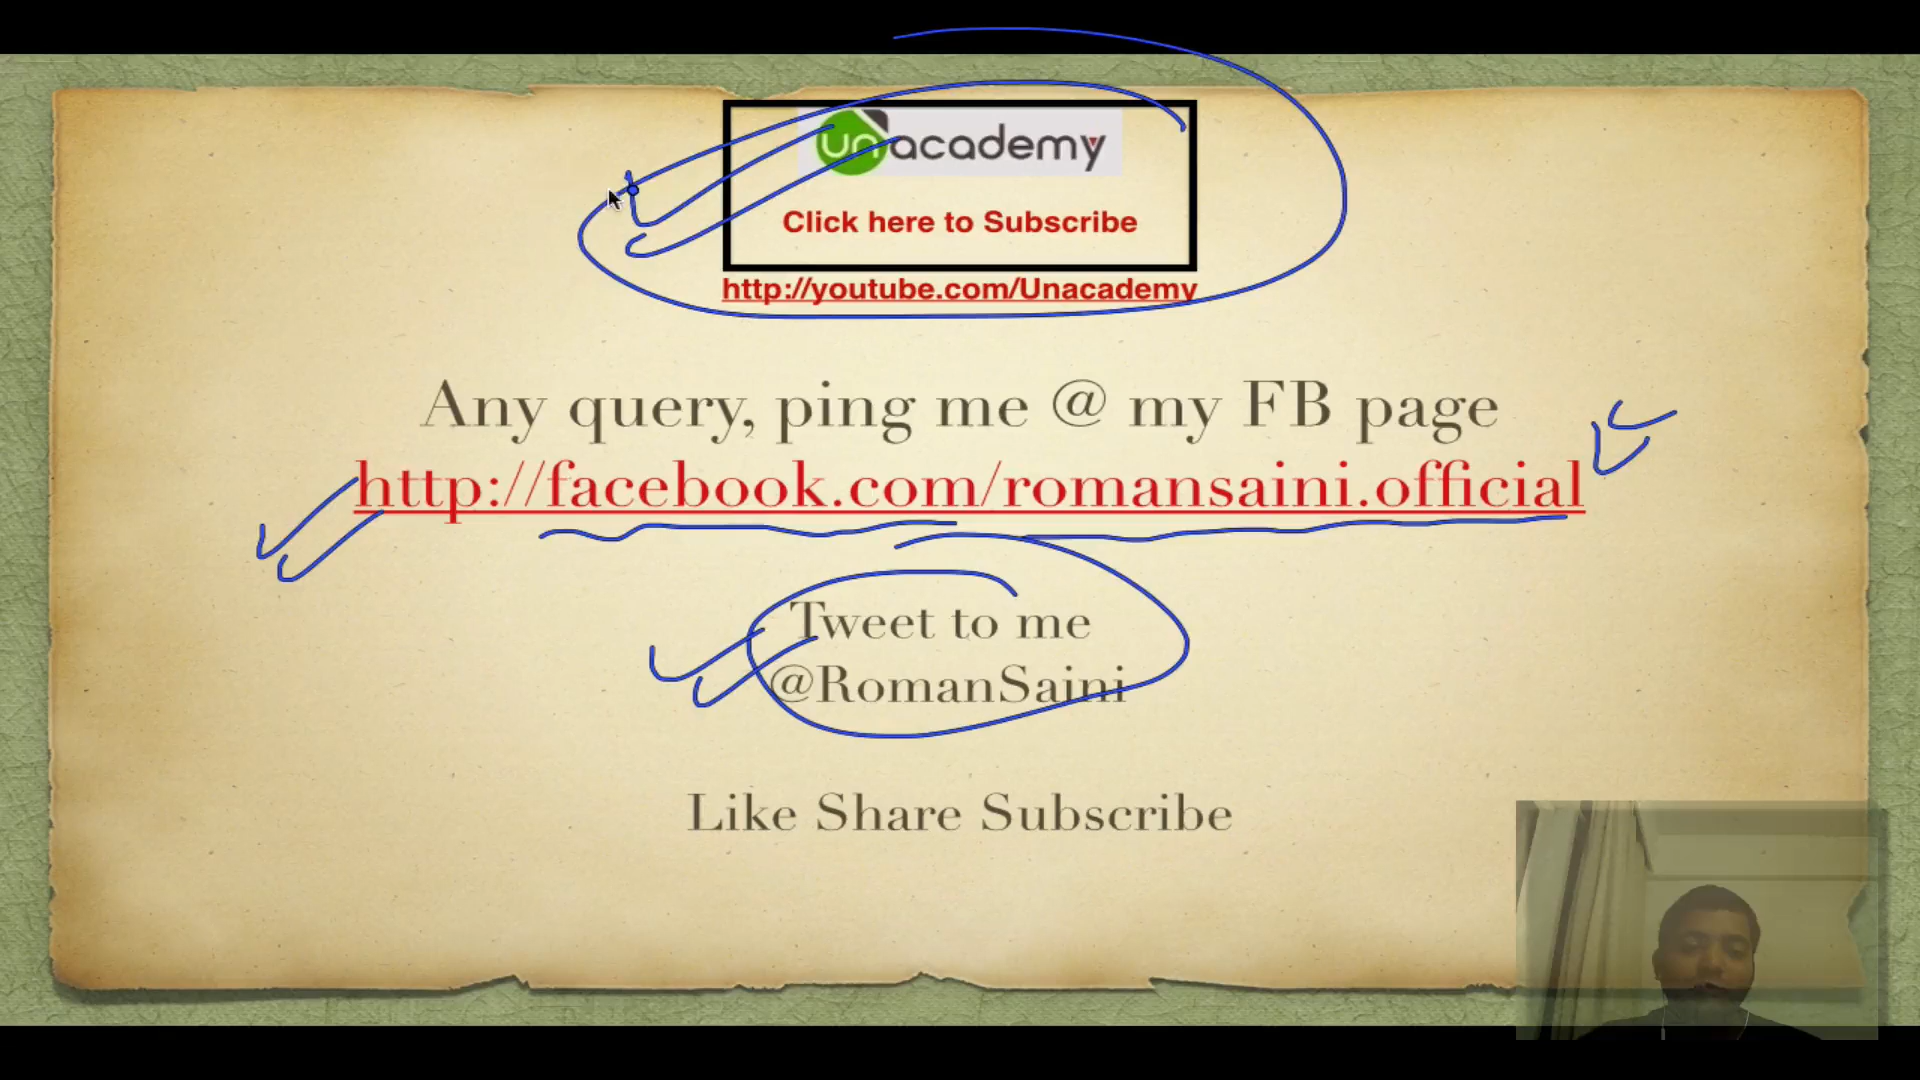 unacademy
Click here to Subscribe
http://youtube.com/Unacademy
Any query, ping me @ my FB page
http://facebook.com/romansaini.official
Tweet to me
@RomanSaini
Like Share Subscribe